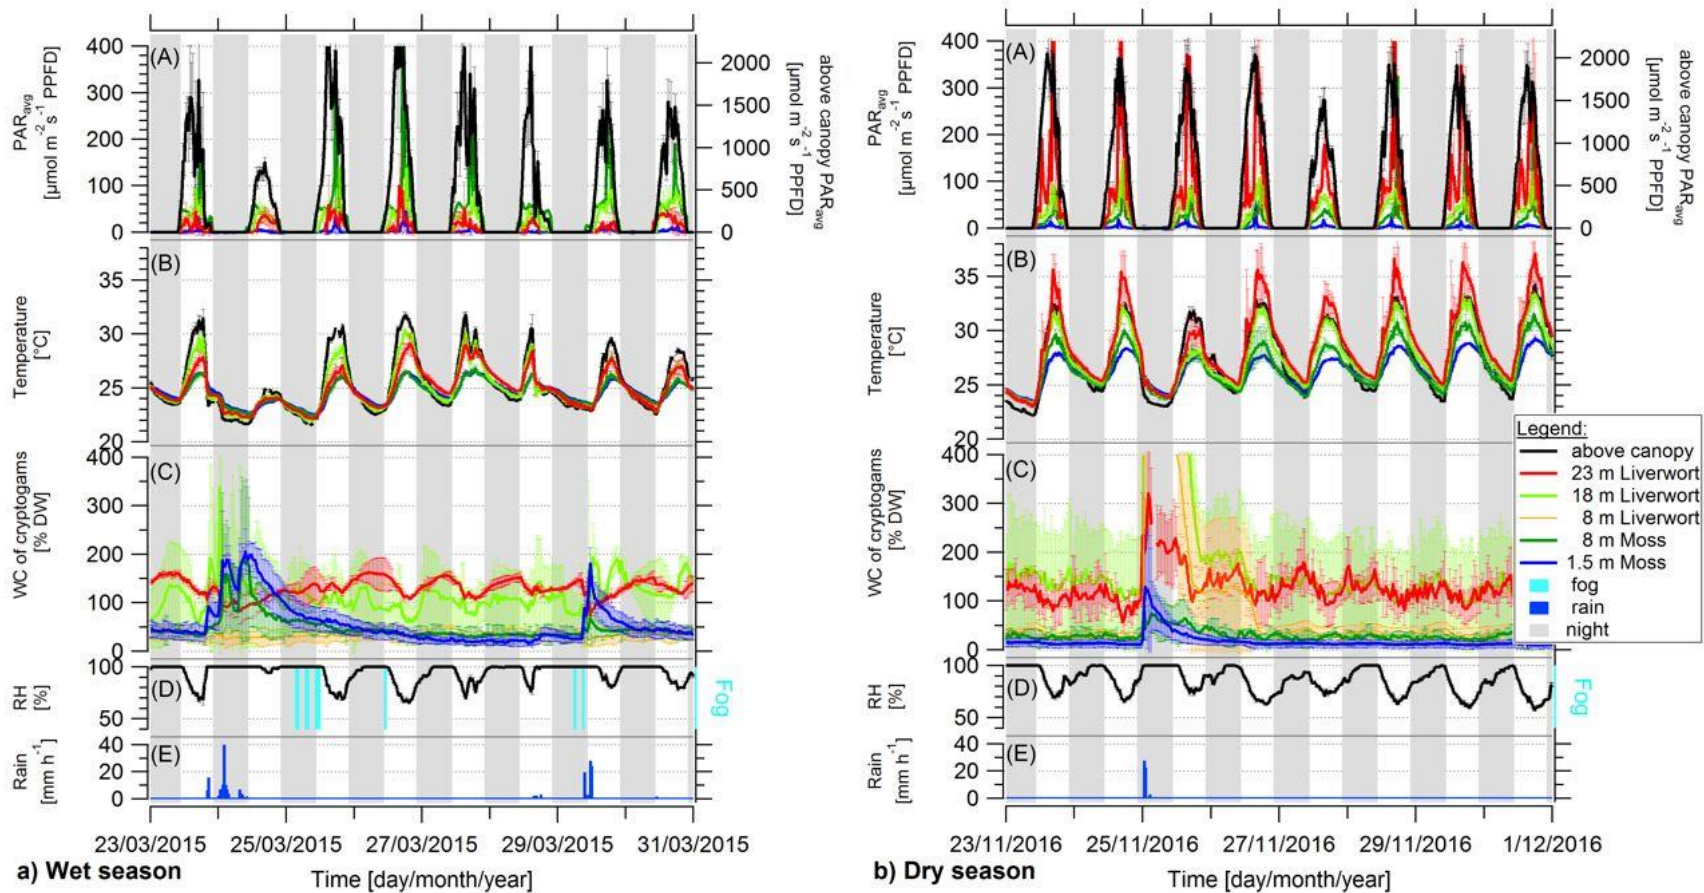 (A)
PARavg
[µmol m-2 s-1 PPFD]
400
300
200
100
0
2000
1500
1000
500
0
above canopy PARavg
[µmol m-2 s-1 PPFD]
(B)
Temperature
[°C]
35
30
25
20
(C)
WC of cryptogams
[% DW]
400
300
200
100
0
(D)
RH
[%]
100
50
Fog
(E)
Rain
[mm h-1]
40
20
0
23/03/2015
25/03/2015
27/03/2015
29/03/2015
31/03/2015
a) Wet season
Time [day/month/year]
(A)
PARavg
[µmol m-2 s-1 PPFD]
400
300
200
100
0
2000
1500
1000
500
0
above canopy PARavg
[µmol m-2 s-1 PPFD]
(B)
Temperature
[°C]
35
30
25
20
(C)
WC of cryptogams
[% DW]
400
300
200
100
0
Legend:
above canopy
23 m Liverwort
18 m Liverwort
8 m Liverwort
8 m Moss
1.5 m Moss
fog
rain
night
(D)
RH
[%]
100
50
Fog
(E)
Rain
[mm h-1]
40
20
0
23/11/2016
25/11/2016
27/11/2016
29/11/2016
1/12/2016
b) Dry season
Time [day/month/year]